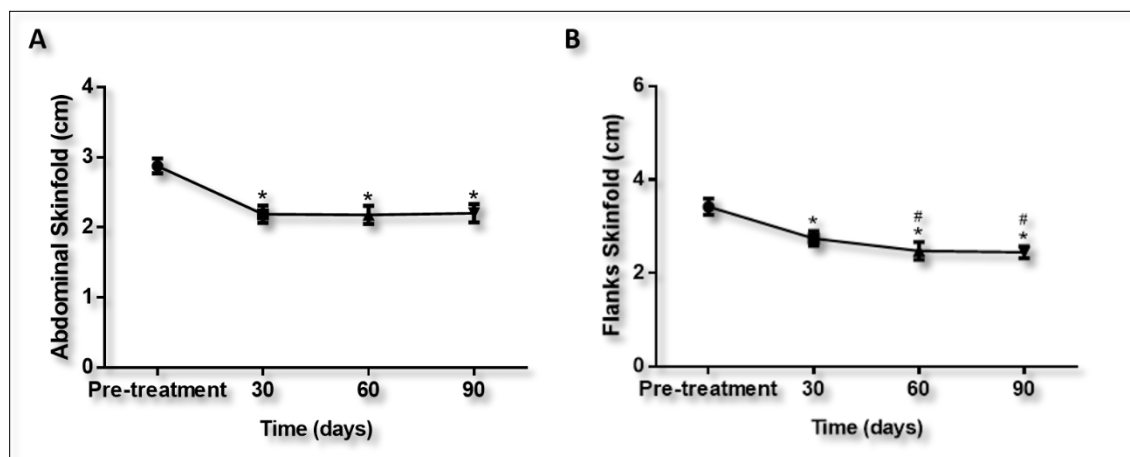 A
Abdominal Skinfold (cm)
4
3
2
1
0
*
*
*
Pre-treatment 30 60 90
Time (days)
B
Flanks Skinfold (cm)
6
4
2
0
*
#
*
#
*
Pre-treatment 30 60 90
Time (days)